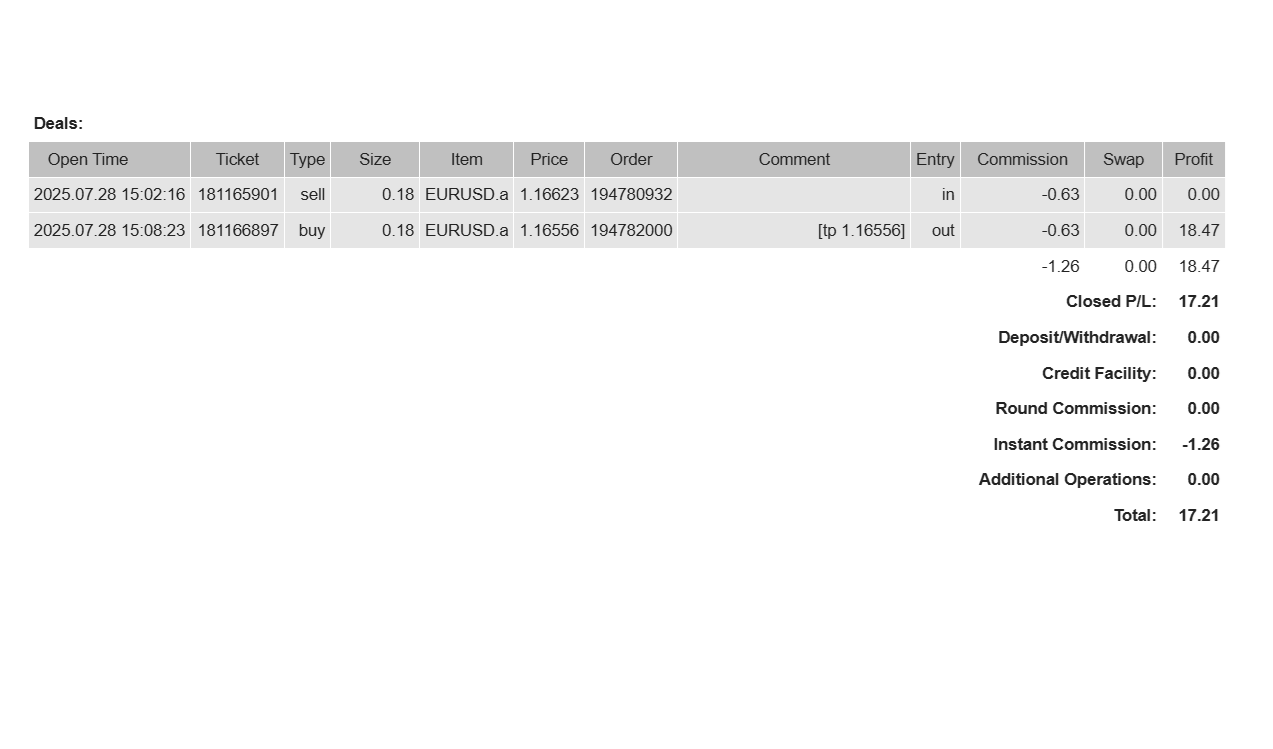 Deals:
Open Time Ticket Type Size Item Price Order Comment Entry Commission Swap Profit
2025.07.28 15:02:16 181165901 sell 0.18 EURUSD.a 1.16623 194780932 in -0.63 0.00 0.00
2025.07.28 15:08:23 181166897 buy 0.18 EURUSD.a 1.16556 194782000 [tp 1.16556] out -0.63 0.00 18.47
-1.26 0.00 18.47
Closed P/L: 17.21
Deposit/Withdrawal: 0.00
Credit Facility: 0.00
Round Commission: 0.00
Instant Commission: -1.26
Additional Operations: 0.00
Total: 17.21